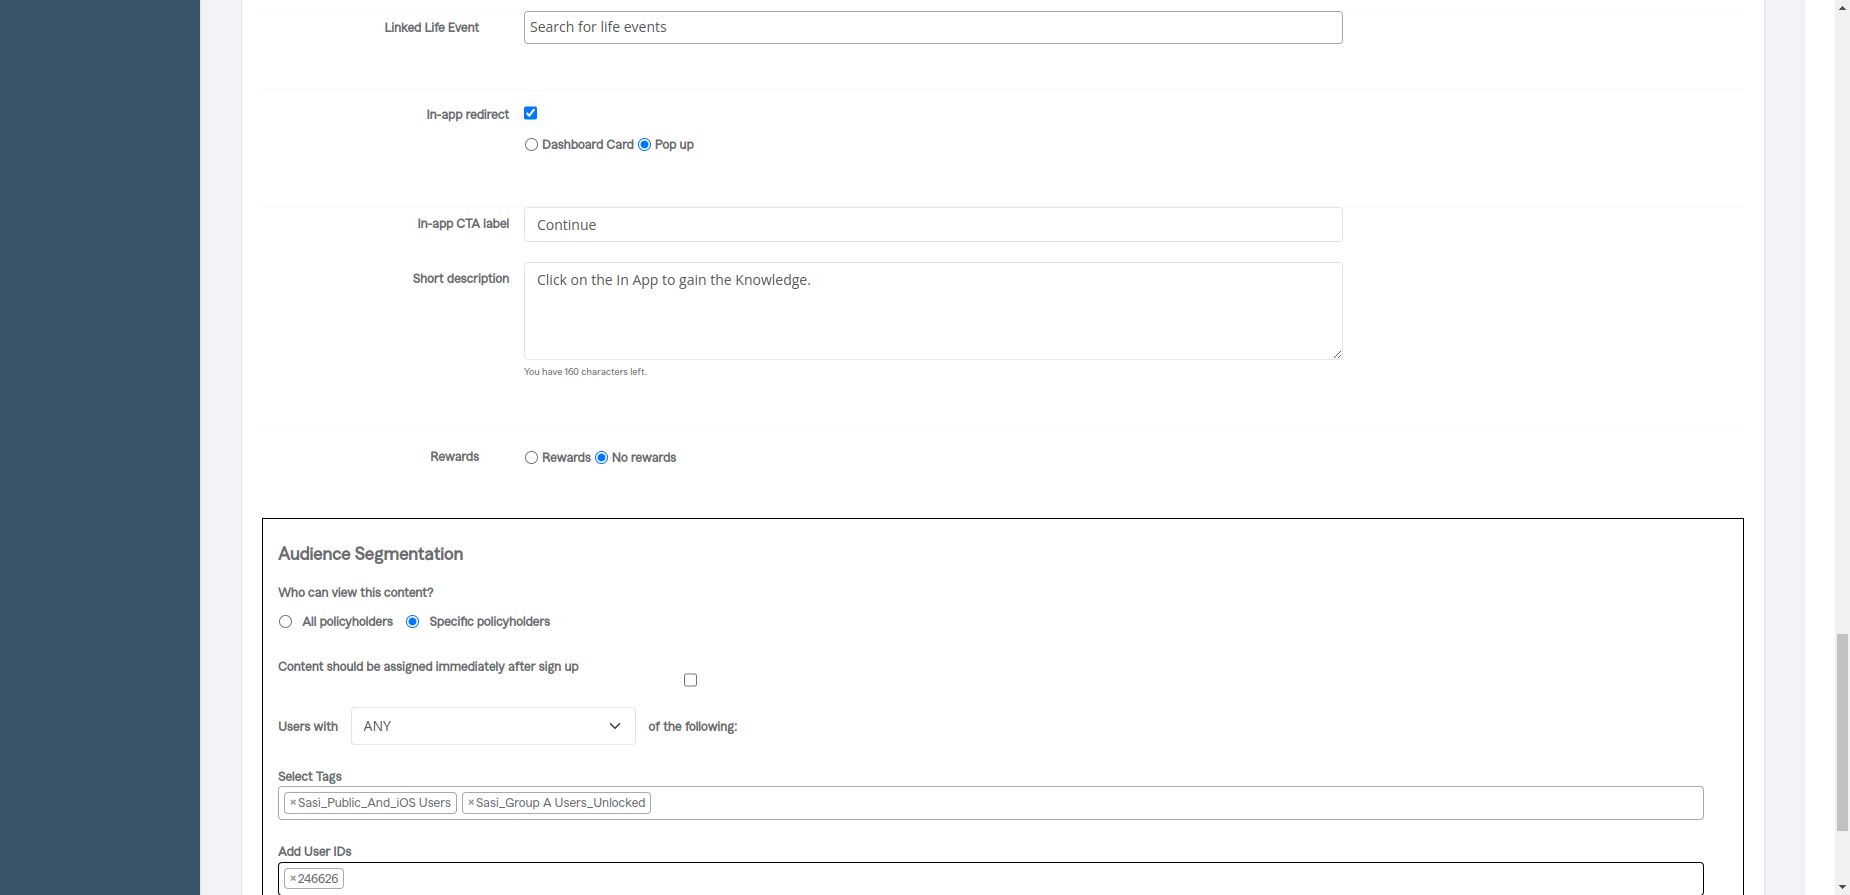 Linked Life Event Search for life events
In-app redirect
Dashboard Card Pop up
In-app CTA label Continue
Short description Click on the In App to gain the Knowledge.
You have 160 characters left.
Rewards Rewards No rewards
Audience Segmentation
Who can view this content?
All policyholders Specific policyholders
Content should be assigned immediately after sign up
Users with ANY of the following:
Select Tags
×Sasi_Public_And_iOS Users ×Sasi_Group A Users_Unlocked
Add User IDs
×246626